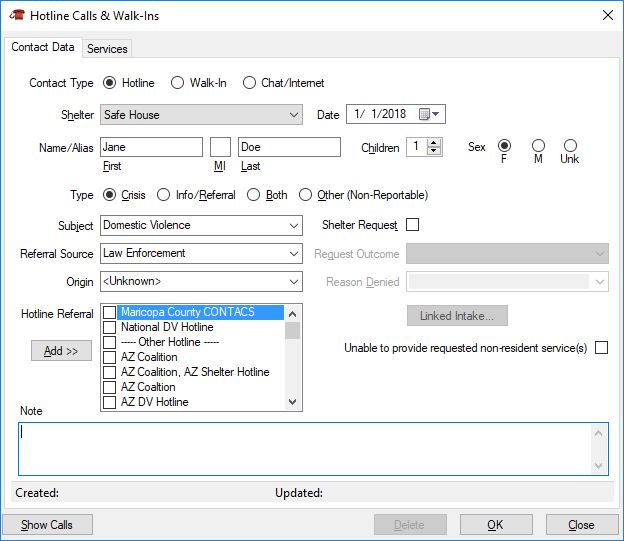 Hotline Calls & Walk-Ins
Contact Data Services
Contact Type Hotline Walk-In Chat/Internet
Shelter Safe House Date 1/ 1/2018
Name/Alias Jane Doe Children 1 Sex F M Unk
First MI Last
Type Crisis Info/Referral Both Other (Non-Reportable)
Subject Domestic Violence Shelter Request
Referral Source Law Enforcement Request Outcome
Origin <Unknown> Reason Denied
Hotline Referral Maricopa County CONTACS Linked Intake...
National DV Hotline
----- Other Hotline -----
Add >> AZ Coalition Unable to provide requested non-resident service(s)
AZ Coalition, AZ Shelter Hotline
AZ Coaltion
AZ DV Hotline
Note
Created: Updated:
Show Calls Delete OK Close